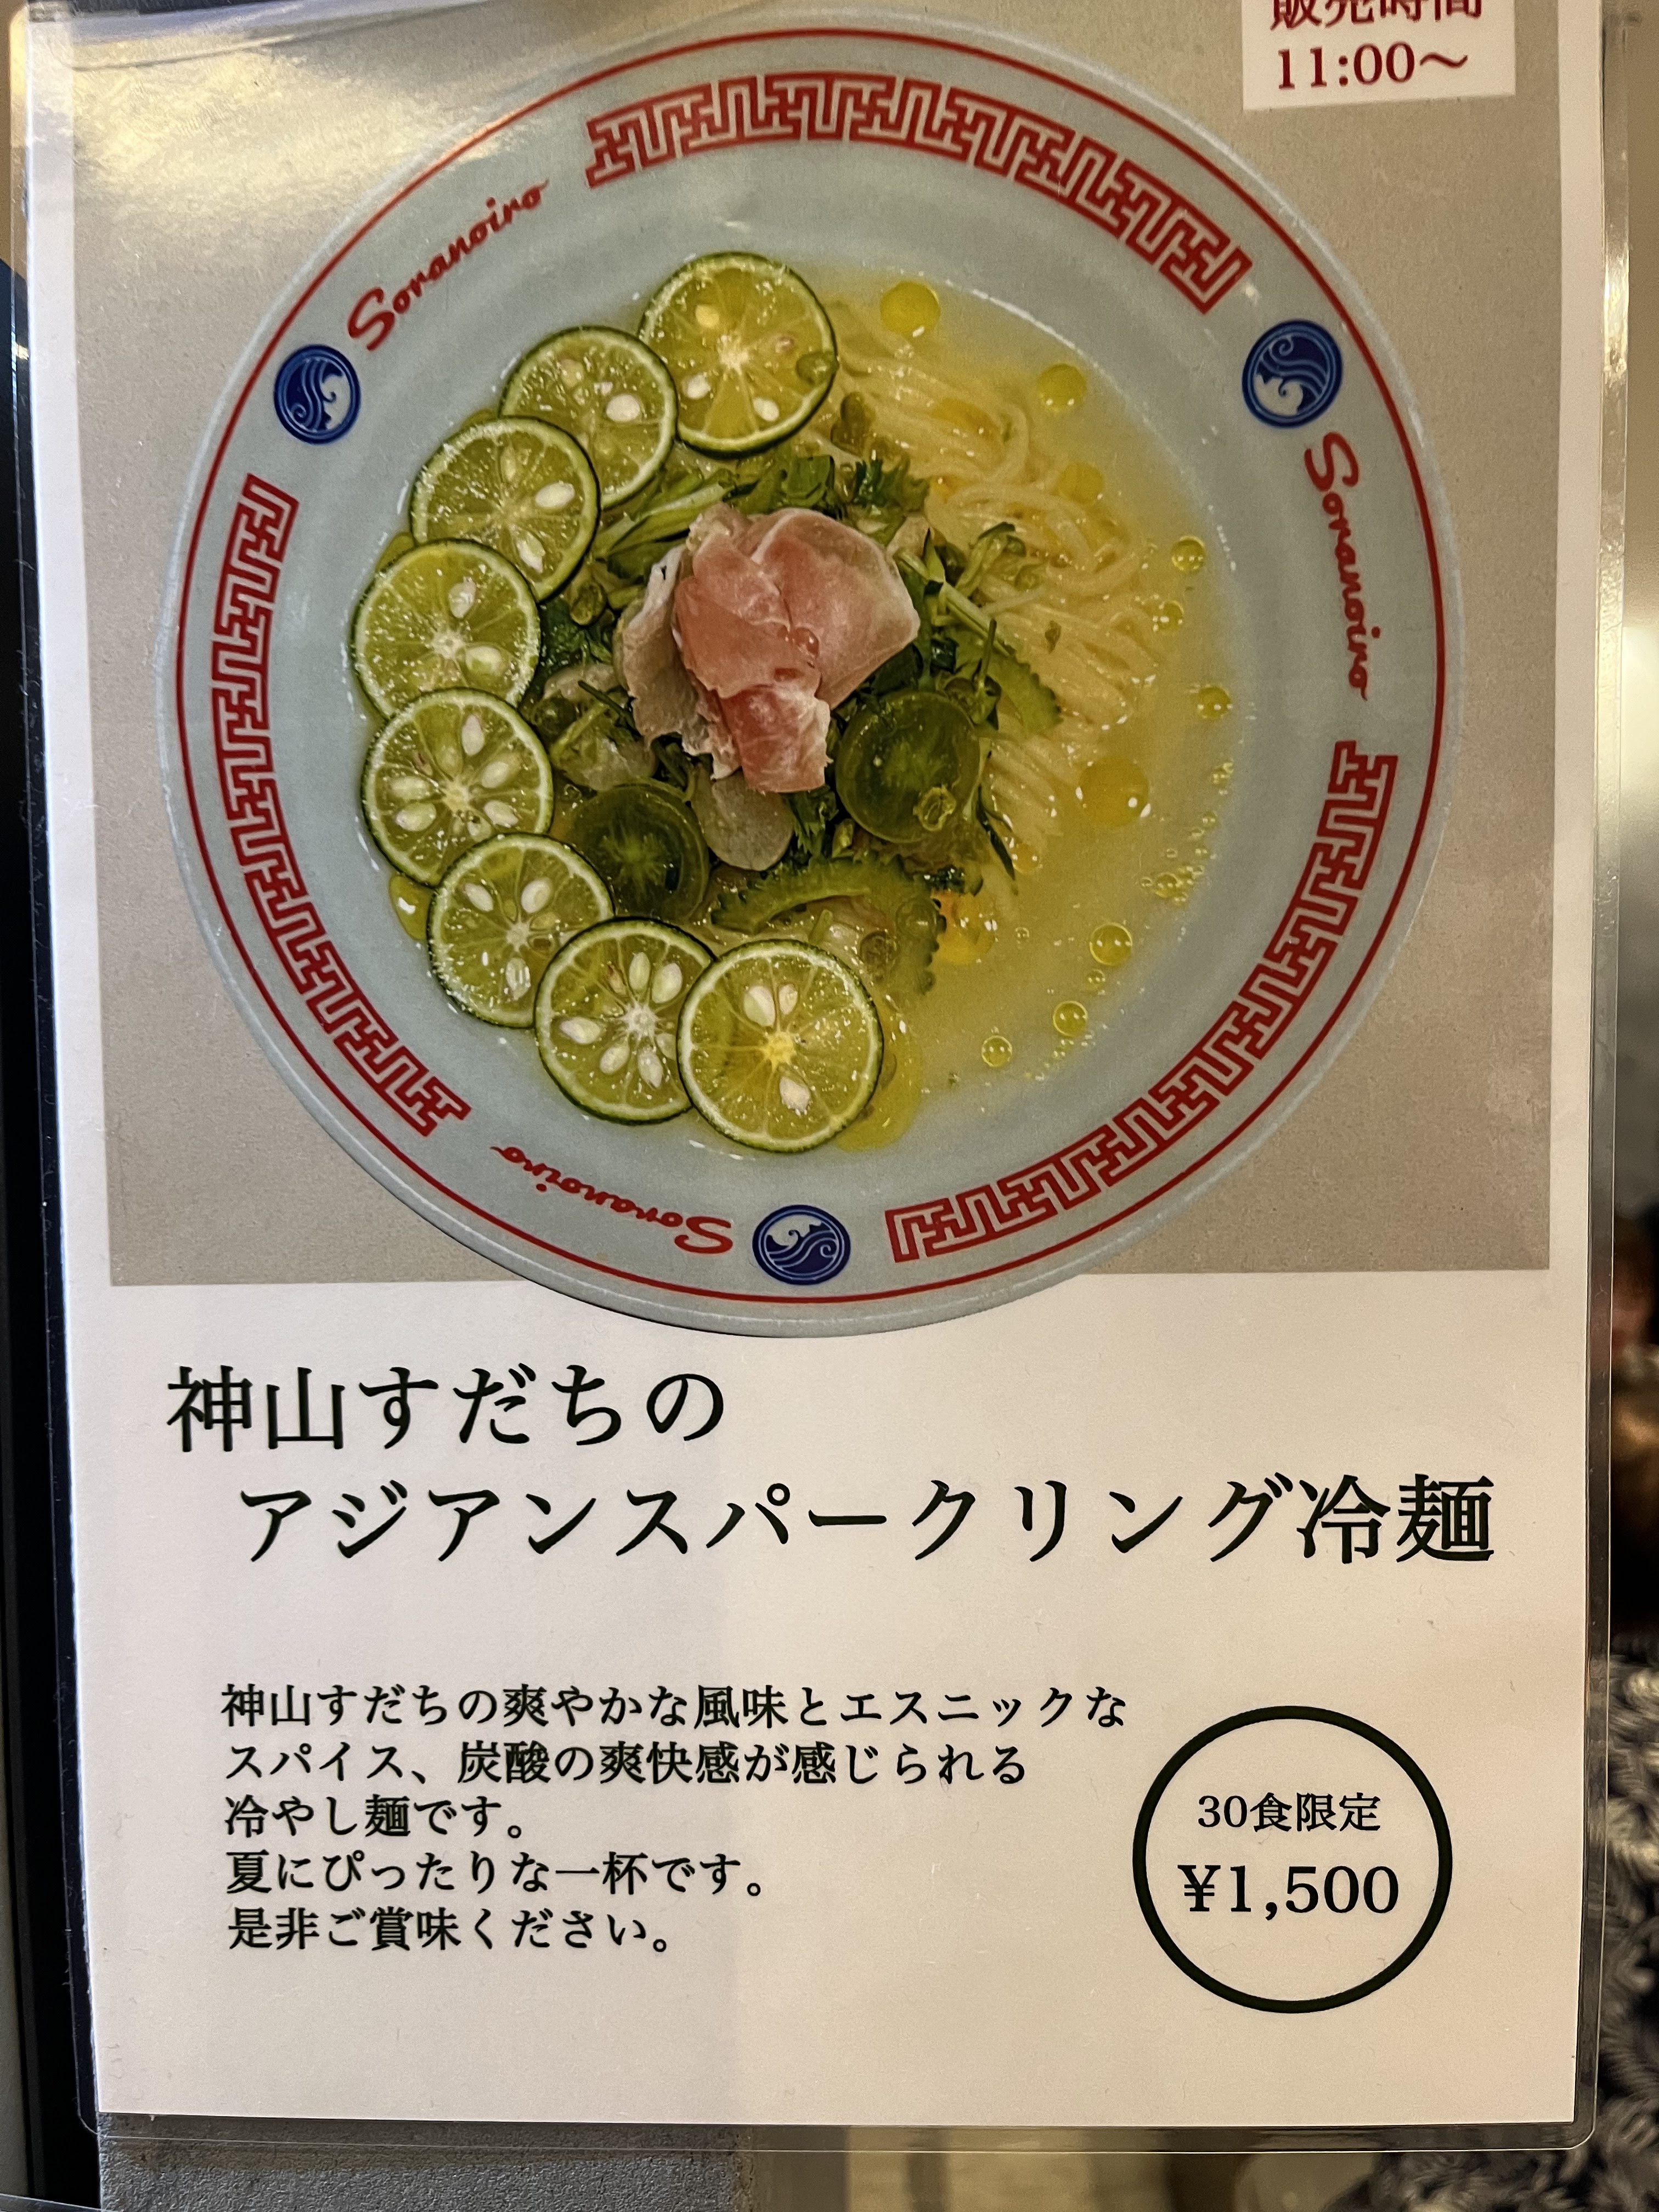 販売時間
11:00～
Soranoiro
Soranoiro
Soranoiro
神山すだちの
アジアンスパークリング冷麺
神山すだちの爽やかな風味とエスニックな
スパイス、炭酸の爽快感が感じられる
冷やし麺です。
夏にぴったりな一杯です。
是非ご賞味ください。
30食限定
¥1,500